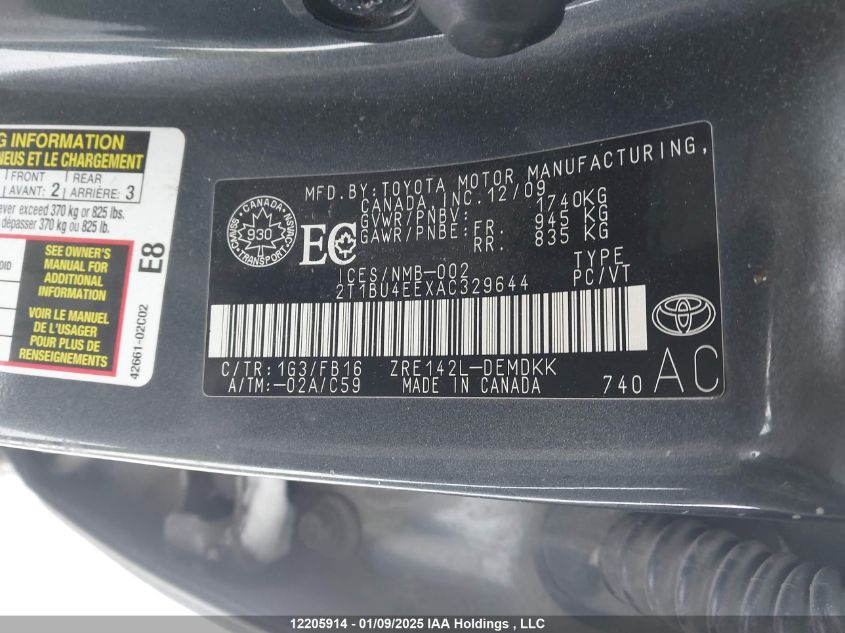 G INFORMATION
NEUS ET LE CHARGEMENT
FRONT REAR
AVANT: 2 ARRIÈRE: 3
ever exceed 370 kg or 825 lbs.
dépasser 370 kg ou 825 lb.
SEE OWNER'S
MANUAL FOR
ADDITIONAL
INFORMATION
VOIR LE MANUEL
DE L'USAGER
POUR PLUS DE
RENSEIGNEMENTS
E8
42661-02C02
MFD.BY:TOYOTA MOTOR MANUFACTURING,
CANADA, INC. 12/09
GVWR/PNBV: 1740KG
GAWR/PNBE: FR. 945 KG
RR. 835 KG
CANADA
930
TRANSPORT
EC
ICES/NMB-002
TYPE
2T1BU4EEXAC329644
PC/VT
C/TR: 1G3/FB16 ZRE142L-DEMDKK
A/TM:-02A/C59 MADE IN CANADA
740 AC
12205914 - 01/09/2025 IAA Holdings , LLC